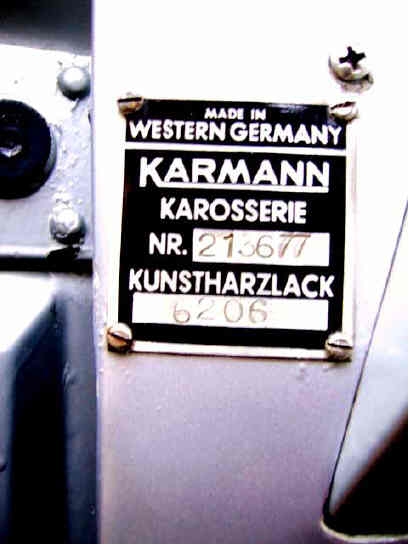 MADE IN
WESTERN GERMANY
KARMANN
KAROSSERIE
NR. 213677
KUNSTHARZLACK
6206